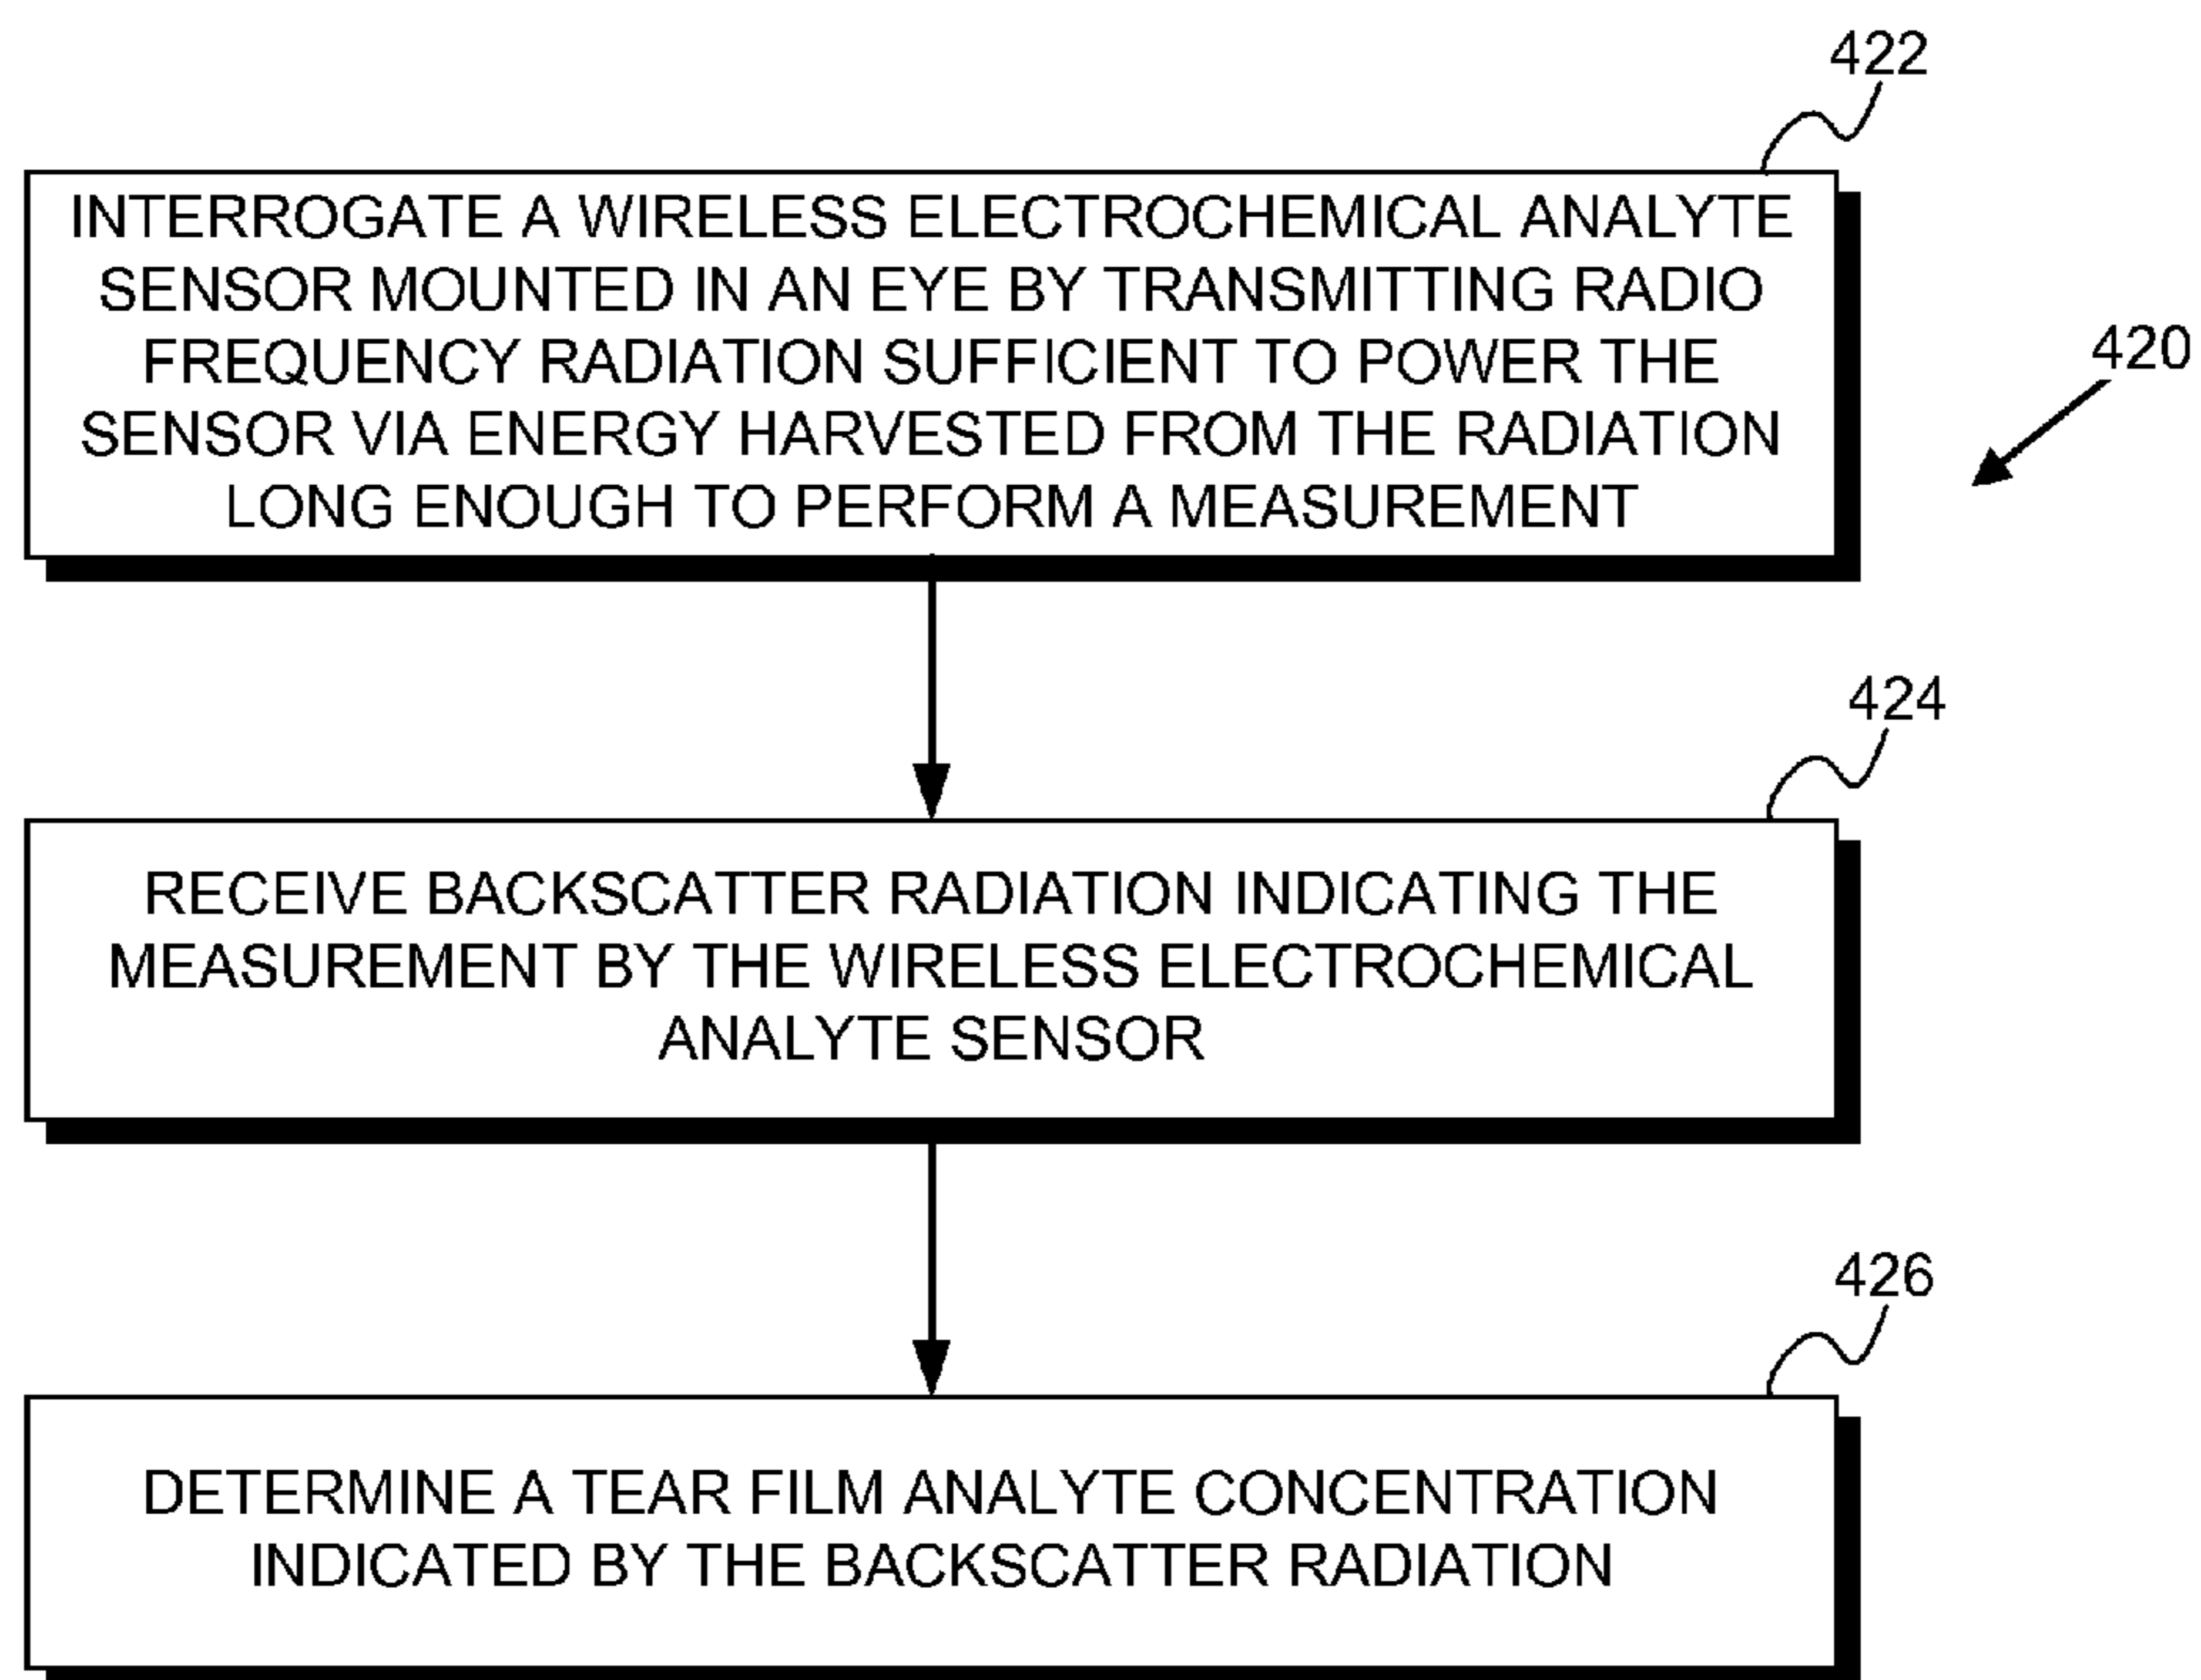 422
INTERROGATE A WIRELESS ELECTROCHEMICAL ANALYTE
SENSOR MOUNTED IN AN EYE BY TRANSMITTING RADIO
FREQUENCY RADIATION SUFFICIENT TO POWER THE
SENSOR VIA ENERGY HARVESTED FROM THE RADIATION
LONG ENOUGH TO PERFORM A MEASUREMENT
420
424
RECEIVE BACKSCATTER RADIATION INDICATING THE
MEASUREMENT BY THE WIRELESS ELECTROCHEMICAL
ANALYTE SENSOR
426
DETERMINE A TEAR FILM ANALYTE CONCENTRATION
INDICATED BY THE BACKSCATTER RADIATION